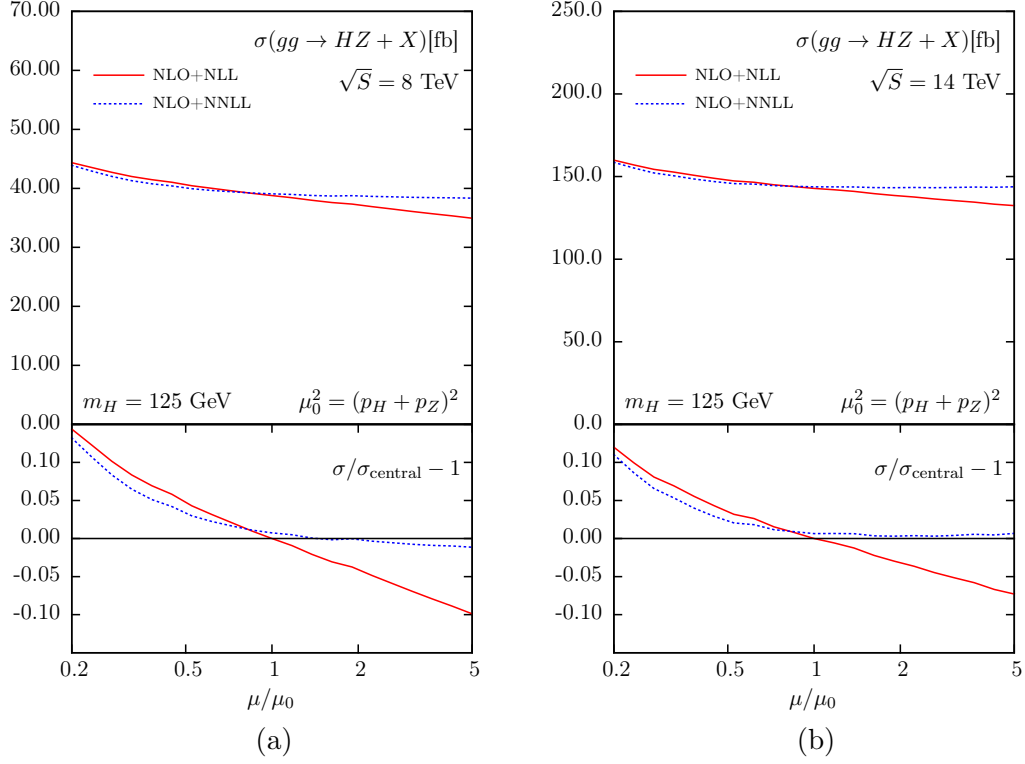 70.00
60.00
50.00
40.00
30.00
20.00
10.00
0.00
σ(gg → HZ + X)[fb]
NLO+NLL
√S = 8 TeV
NLO+NNLL
m_H = 125 GeV
μ_0^2 = (p_H + p_Z)^2
0.10
0.05
0.00
-0.05
-0.10
σ/σ_central − 1
0.2
0.5
1
2
5
μ/μ_0
(a)
250.0
200.0
150.0
100.0
50.0
0.0
σ(gg → HZ + X)[fb]
NLO+NLL
√S = 14 TeV
NLO+NNLL
m_H = 125 GeV
μ_0^2 = (p_H + p_Z)^2
0.10
0.05
0.00
-0.05
-0.10
σ/σ_central − 1
0.2
0.5
1
2
5
μ/μ_0
(b)